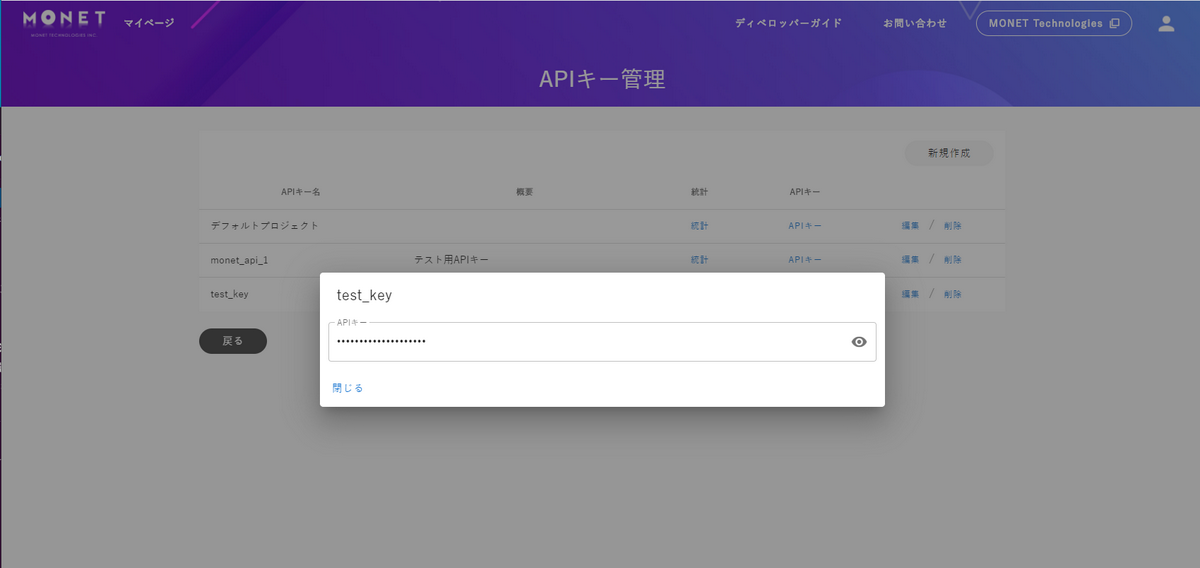 MONET マイページ ディベロッパーガイド お問い合わせ MONET Technologies
MONET TECHNOLOGIES INC.
APIキー管理
新規作成
APIキー名 概要 統計 APIキー
デフォルトプロジェクト 統計 APIキー 編集 / 削除
monet_api_1 テスト用APIキー 統計 APIキー 編集 / 削除
test_key 編集 / 削除
戻る
test_key
APIキー
••••••••••••••••••••
閉じる